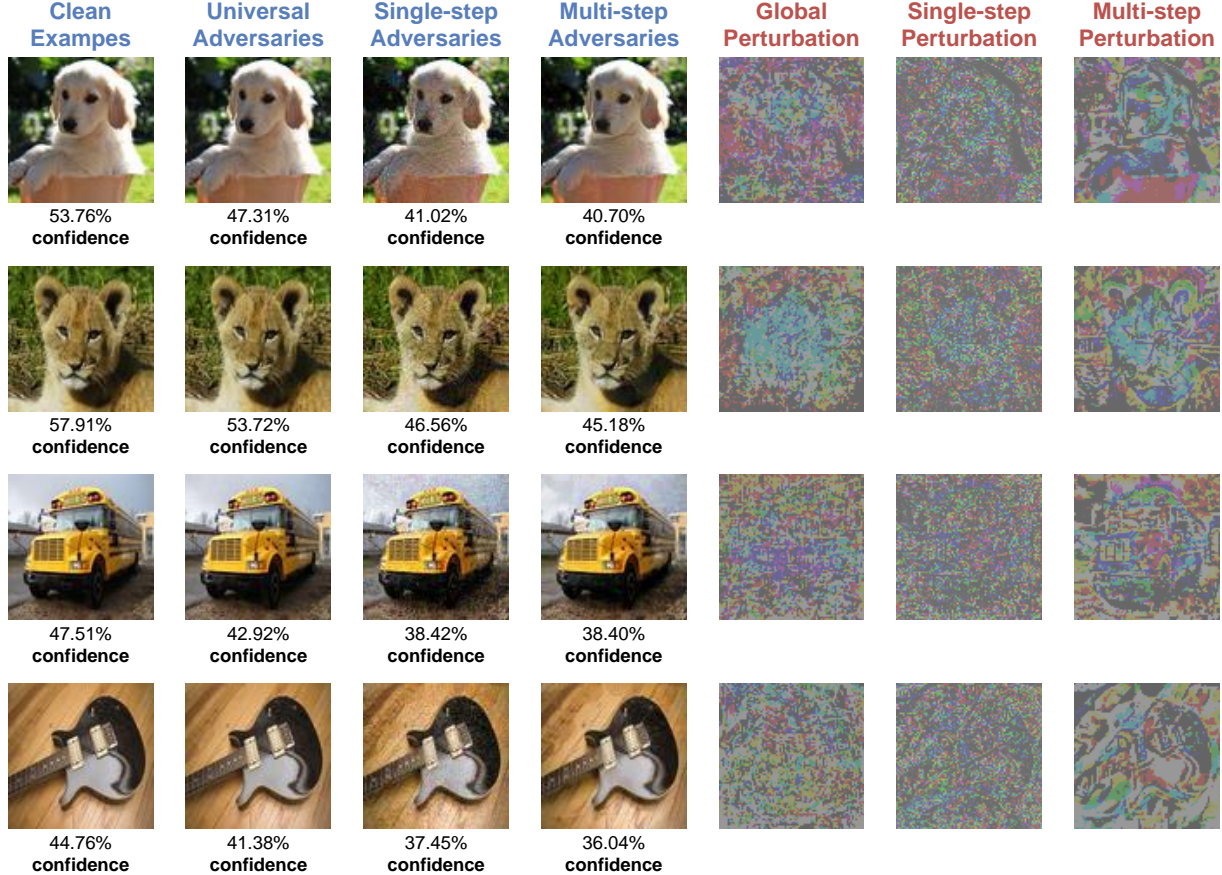 Clean Universal Single-step Multi-step Global Single-step Multi-step
Exampes Adversaries Adversaries Adversaries Perturbation Perturbation Perturbation
53.76% 47.31% 41.02% 40.70%
confidence confidence confidence confidence
57.91% 53.72% 46.56% 45.18%
confidence confidence confidence confidence
47.51% 42.92% 38.42% 38.40%
confidence confidence confidence confidence
44.76% 41.38% 37.45% 36.04%
confidence confidence confidence confidence